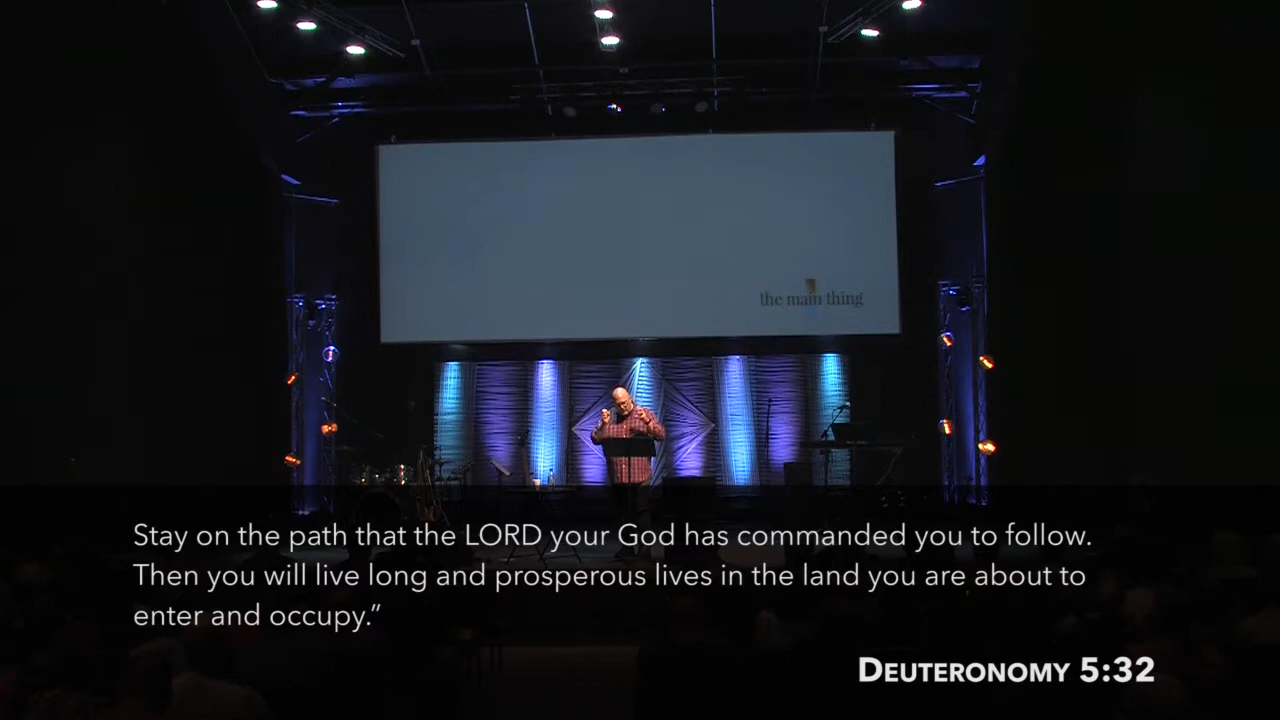 the main thing
Stay on the path that the LORD your God has commanded you to follow.
Then you will live long and prosperous lives in the land you are about to
enter and occupy.”
DEUTERONOMY 5:32